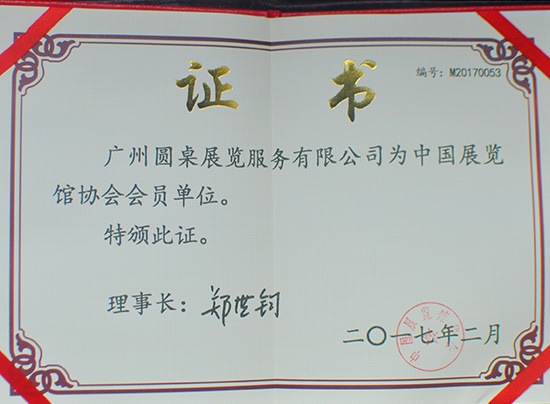 证 书
编号：M20170053
广州圆桌展览服务有限公司为中国展览
馆协会会员单位。
特颁此证。
理事长：郑世钧
二〇一七年二月